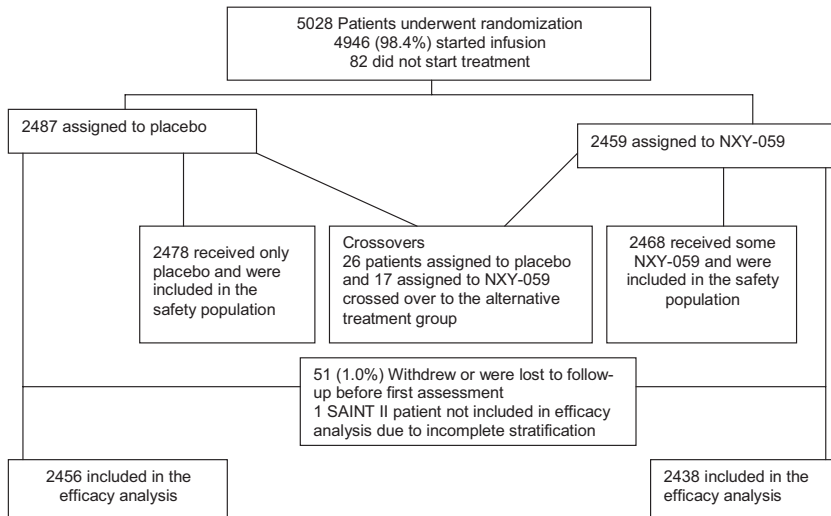 5028 Patients underwent randomization
4946 (98.4%) started infusion
82 did not start treatment
2487 assigned to placebo
2459 assigned to NXY-059
2478 received only
placebo and were
included in the
safety population
Crossovers
26 patients assigned to placebo
and 17 assigned to NXY-059
crossed over to the alternative
treatment group
2468 received some
NXY-059 and were
included in the safety
population
51 (1.0%) Withdrew or were lost to follow-
up before first assessment
1 SAINT II patient not included in efficacy
analysis due to incomplete stratification
2456 included in the
efficacy analysis
2438 included in the
efficacy analysis